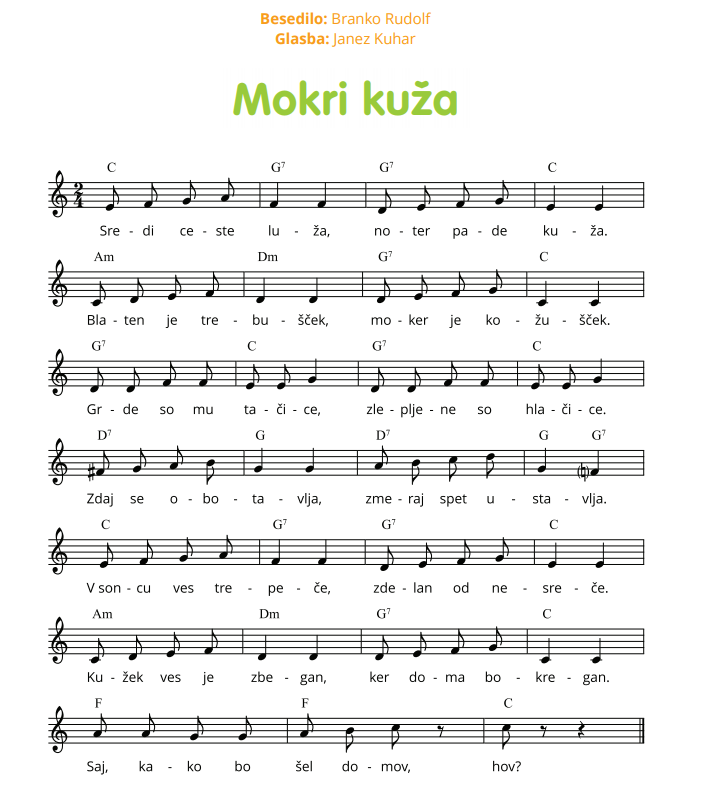 Besedilo: Branko Rudolf
Glasba: Janez Kuhar
Mokri kuža
C G7 G7 C
2
4
Sre - di ce - ste lu - ža, no - ter pa - de ku - ža.
Am Dm G7 C
Bla - ten je tre - bu - šček, mo - ker je ko - žu - šček.
G7 C G7 C
Gr - de so mu ta - či - ce, zle - plje - ne so hla - či - ce.
D7 G D7 G G7
Zdaj se o - bo - ta - vlja, zme - raj spet u - sta - vlja.
C G7 G7 C
V son - cu ves tre - pe - če, zde - lan od ne - sre - če.
Am Dm G7 C
Ku - žek ves je zbe - gan, ker do - ma bo - kre - gan.
F F C
Saj, ka - ko bo šel do - mov, hov?